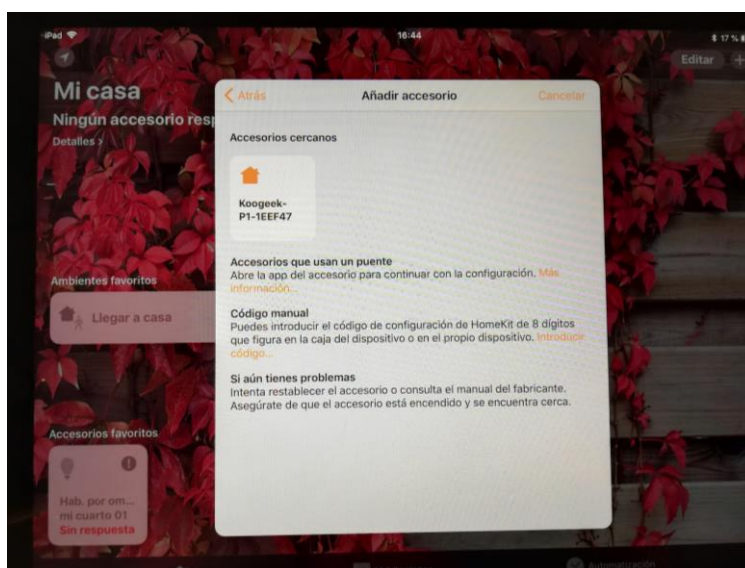 iPad
16:44
17 %
Editar
Mi casa
Ningún accesorio resp
Detalles >
Atrás
Añadir accesorio
Cancelar
Accesorios cercanos
Koogeek-
P1-1EEF47
Accesorios que usan un puente
Abre la app del accesorio para continuar con la configuración. Más
información...
Código manual
Puedes introducir el código de configuración de HomeKit de 8 dígitos
que figura en la caja del dispositivo o en el propio dispositivo. Introducir
código...
Si aún tienes problemas
Intenta restablecer el accesorio o consulta el manual del fabricante.
Asegúrate de que el accesorio está encendido y se encuentra cerca.
Ambientes favoritos
Llegar a casa
Accesorios favoritos
Hab. por om...
mi cuarto 01
Sin respuesta
Automatización